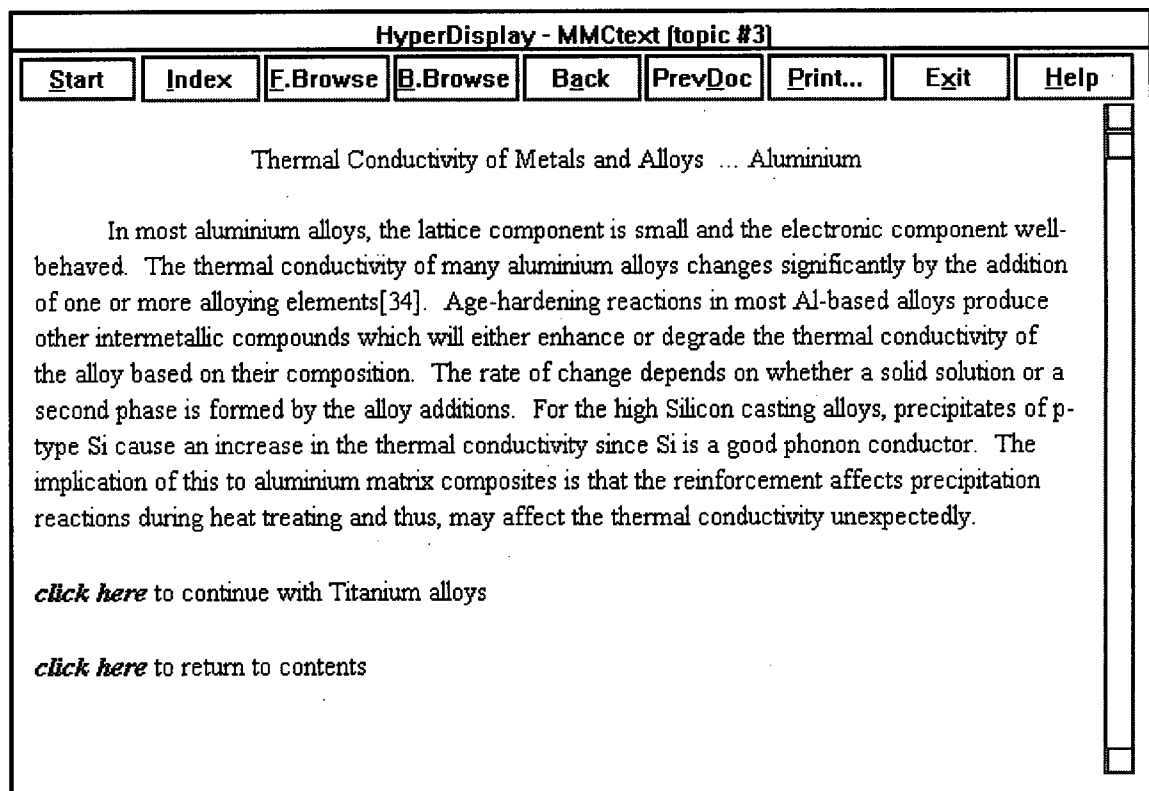 HyperDisplay - MMCtext [topic #3]
Start Index F.Browse B.Browse Back PrevDoc Print... Exit Help
Thermal Conductivity of Metals and Alloys ... Aluminium
In most aluminium alloys, the lattice component is small and the electronic component well-
behaved. The thermal conductivity of many aluminium alloys changes significantly by the addition
of one or more alloying elements[34]. Age-hardening reactions in most Al-based alloys produce
other intermetallic compounds which will either enhance or degrade the thermal conductivity of
the alloy based on their composition. The rate of change depends on whether a solid solution or a
second phase is formed by the alloy additions. For the high Silicon casting alloys, precipitates of p-
type Si cause an increase in the thermal conductivity since Si is a good phonon conductor. The
implication of this to aluminium matrix composites is that the reinforcement affects precipitation
reactions during heat treating and thus, may affect the thermal conductivity unexpectedly.
click here to continue with Titanium alloys
click here to return to contents